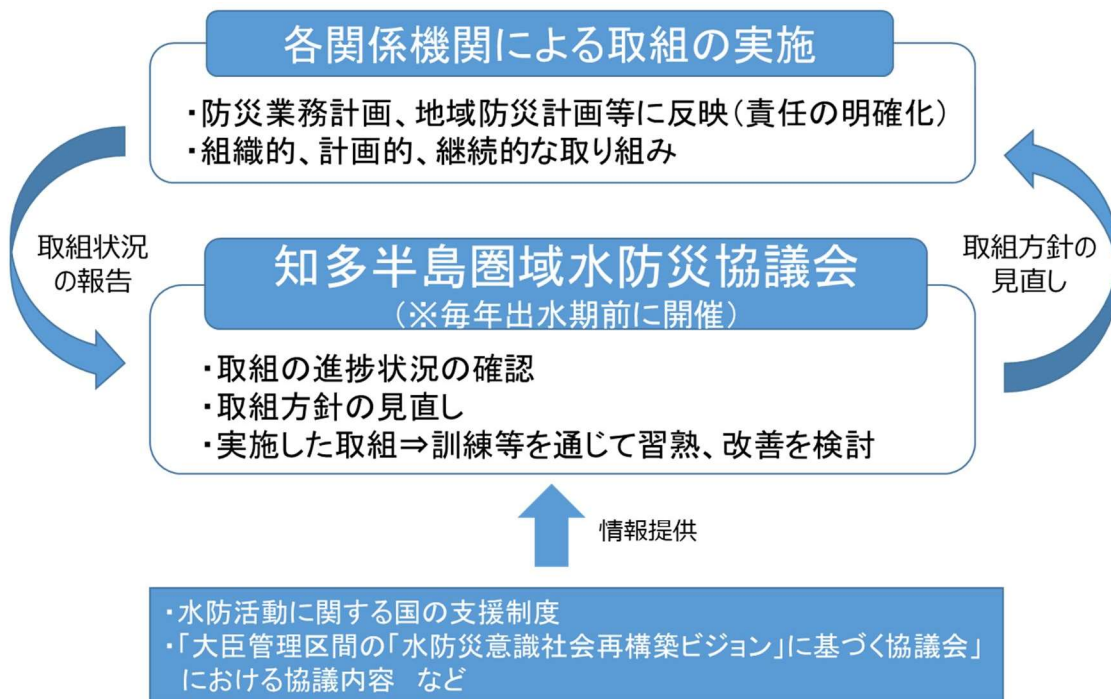 各関係機関による取組の実施
・防災業務計画、地域防災計画等に反映（責任の明確化）
・組織的、計画的、継続的な取り組み
取組状況
の報告
取組方針の
見直し
知多半島圏域水防災協議会
（※毎年出水期前に開催）
・取組の進捗状況の確認
・取組方針の見直し
・実施した取組⇒訓練等を通じて習熟、改善を検討
情報提供
・水防活動に関する国の支援制度
・「大臣管理区間の「水防災意識社会再構築ビジョン」に基づく協議会」
における協議内容　など